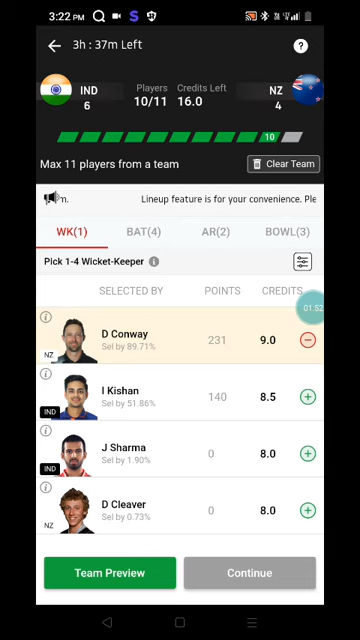 3:22 PM
3h : 37m Left
?
IND
6
Players
10/11
Credits Left
16.0
NZ
4
10
Max 11 players from a team
Clear Team
m.
Lineup feature is for your convenience. Ple
WK(1)
BAT(4)
AR(2)
BOWL(3)
Pick 1-4 Wicket-Keeper
SELECTED BY
POINTS
CREDITS
01:52
D Conway
Sel by 89.71%
231
9.0
NZ
I Kishan
Sel by 51.86%
140
8.5
IND
J Sharma
Sel by 1.90%
0
8.0
IND
D Cleaver
Sel by 0.73%
0
8.0
NZ
Team Preview
Continue